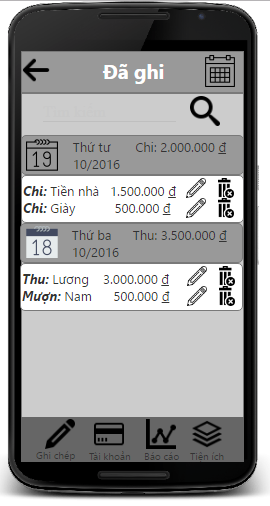 Đã ghi
19 Thứ tư Chi: 2.000.000 đ
10/2016
Chi: Tiền nhà 1.500.000 đ
Chi: Giày 500.000 đ
18 Thứ ba Thu: 3.500.000 đ
10/2016
Thu: Lương 3.000.000 đ
Mượn: Nam 500.000 đ
Ghi chép Tài khoản Báo cáo Tiện ích